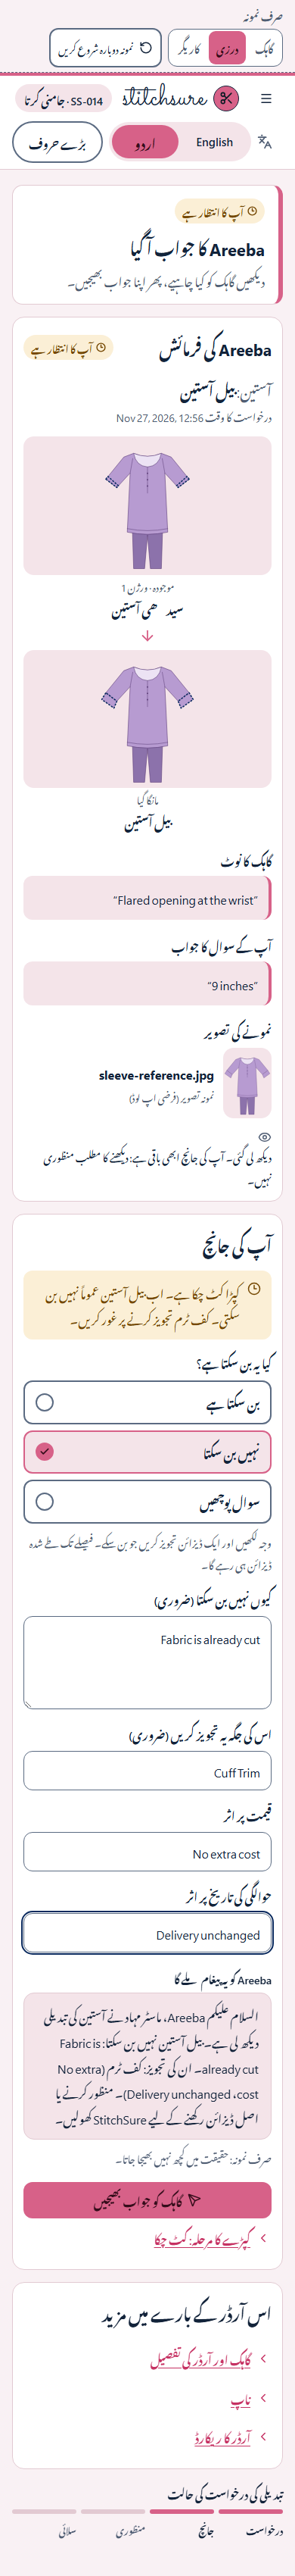 صرف نمونہ
گاہک
درزی
کاریگر
نمونہ دوبارہ شروع کریں
stitchsure
SS-014 · جامنی کرتا
English
اردو
بڑے حروف
آپ کا انتظار ہے
Areeba کا جواب آ گیا
دیکھیں گاہک کو کیا چاہیے، پھر اپنا جواب بھیجیں۔
Areeba کی فرمائش
آپ کا انتظار ہے
آستین: بیل آستین
درخواست کا وقت Nov 27, 2026, 12:56
موجودہ · ورژن 1
سیدھی آستین
مانگا گیا
بیل آستین
گاہک کا نوٹ
"Flared opening at the wrist"
آپ کے سوال کا جواب
"9 inches"
نمونے کی تصویر
sleeve-reference.jpg
نمونہ تصویر (فرضی اپ لوڈ)
دیکھ لی گئی۔ آپ کی جانچ ابھی باقی ہے: دیکھنے کا مطلب منظوری
نہیں۔
آپ کی جانچ
کپڑا کٹ چکا ہے۔ اب بیل آستین عموماً نہیں بن
سکتی۔ کف ٹرم تجویز کرنے پر غور کریں۔
کیا یہ بن سکتا ہے؟
بن سکتا ہے
نہیں بن سکتا
سوال پوچھیں
وجہ لکھیں اور ایک ڈیزائن تجویز کریں جو بن سکے۔ فیصلے تک طے شدہ
ڈیزائن ہی رہے گا۔
کیوں نہیں بن سکتا (ضروری)
Fabric is already cut
اس کی جگہ یہ تجویز کریں (ضروری)
Cuff Trim
قیمت پر اثر
No extra cost
حوالگی کی تاریخ پر اثر
Delivery unchanged
Areeba کو یہ پیغام ملے گا
السلام علیکم Areeba، ماسٹر مہاد نے آستین کی تبدیلی
دیکھ لی ہے۔ بیل آستین نہیں بن سکتا: Fabric is
already cut۔ ان کی تجویز: کف ٹرم (No extra
cost، Delivery unchanged)۔ منظور کرنے یا
اصل ڈیزائن رکھنے کے لیے StitchSure کھولیں۔
صرف نمونہ: حقیقت میں کچھ نہیں بھیجا جاتا۔
گاہک کو جواب بھیجیں
کپڑے کا مرحلہ: کٹ چکا
اس آرڈر کے بارے میں مزید
گاہک اور آرڈر کی تفصیل
ناپ
آرڈر کا ریکارڈ
تبدیلی کی درخواست کی حالت
درخواست
جانچ
منظوری
سلائی